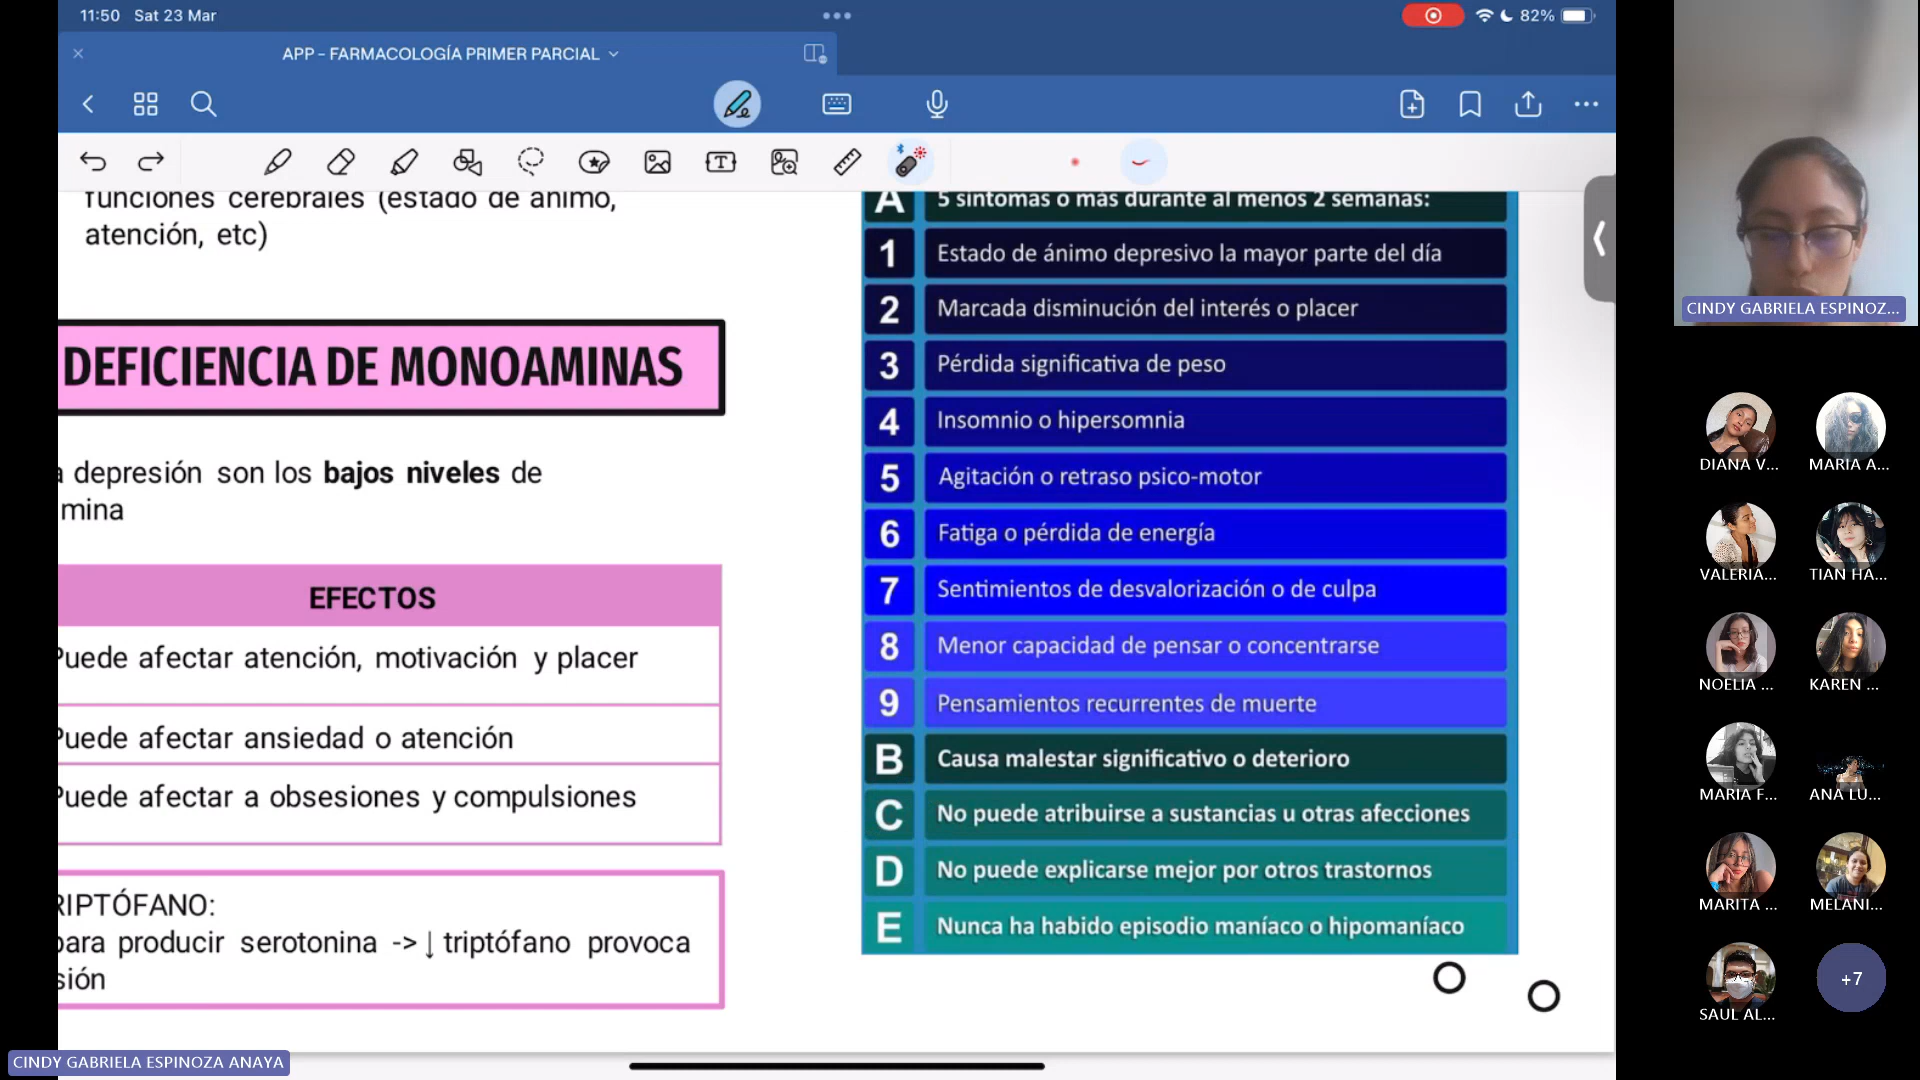 11:50 Sat 23 Mar
82%
APP - FARMACOLOGÍA PRIMER PARCIAL
funciones cerebrales (estado de ánimo,
atención, etc)
DEFICIENCIA DE MONOAMINAS
a depresión son los bajos niveles de
mina
EFECTOS
Puede afectar atención, motivación y placer
Puede afectar ansiedad o atención
Puede afectar a obsesiones y compulsiones
RIPTÓFANO:
para producir serotonina -> ↓ triptófano provoca
sión
A 5 síntomas o más durante al menos 2 semanas:
1 Estado de ánimo depresivo la mayor parte del día
2 Marcada disminución del interés o placer
3 Pérdida significativa de peso
4 Insomnio o hipersomnia
5 Agitación o retraso psico-motor
6 Fatiga o pérdida de energía
7 Sentimientos de desvalorización o de culpa
8 Menor capacidad de pensar o concentrarse
9 Pensamientos recurrentes de muerte
B Causa malestar significativo o deterioro
C No puede atribuirse a sustancias u otras afecciones
D No puede explicarse mejor por otros trastornos
E Nunca ha habido episodio maníaco o hipomaníaco
CINDY GABRIELA ESPINOZA ANAYA
CINDY GABRIELA ESPINOZ...
DIANA V... MARIA A...
VALERIA... TIAN HA...
NOELIA ... KAREN ...
MARIA F... ANA LU...
MARITA ... MELANI...
SAUL AL... +7